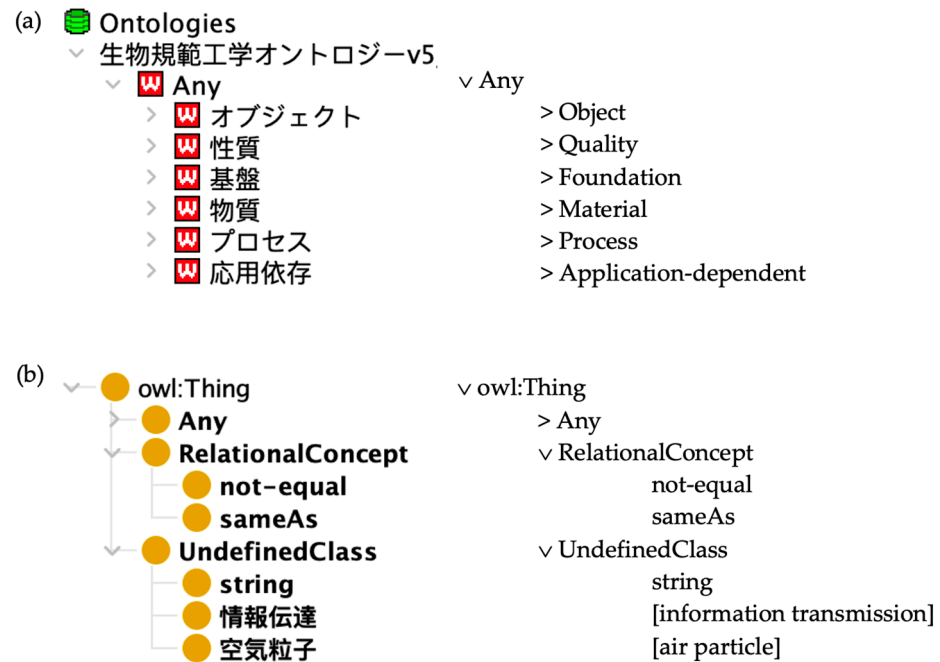 (a)
Ontologies
生物規範工学オントロジーv5
Any
オブジェクト
性質
基盤
物質
プロセス
応用依存
∨ Any
> Object
> Quality
> Foundation
> Material
> Process
> Application-dependent
(b)
owl:Thing
Any
RelationalConcept
not-equal
sameAs
UndefinedClass
string
情報伝達
空気粒子
∨ owl:Thing
> Any
∨ RelationalConcept
not-equal
sameAs
∨ UndefinedClass
string
[information transmission]
[air particle]